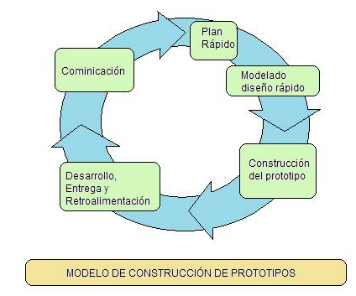 Plan
Rápido
Cominicación
Modelado
diseño rápido
Construcción
del prototipo
Desarrollo,
Entrega y
Retroalimentación
MODELO DE CONSTRUCCIÓN DE PROTOTIPOS